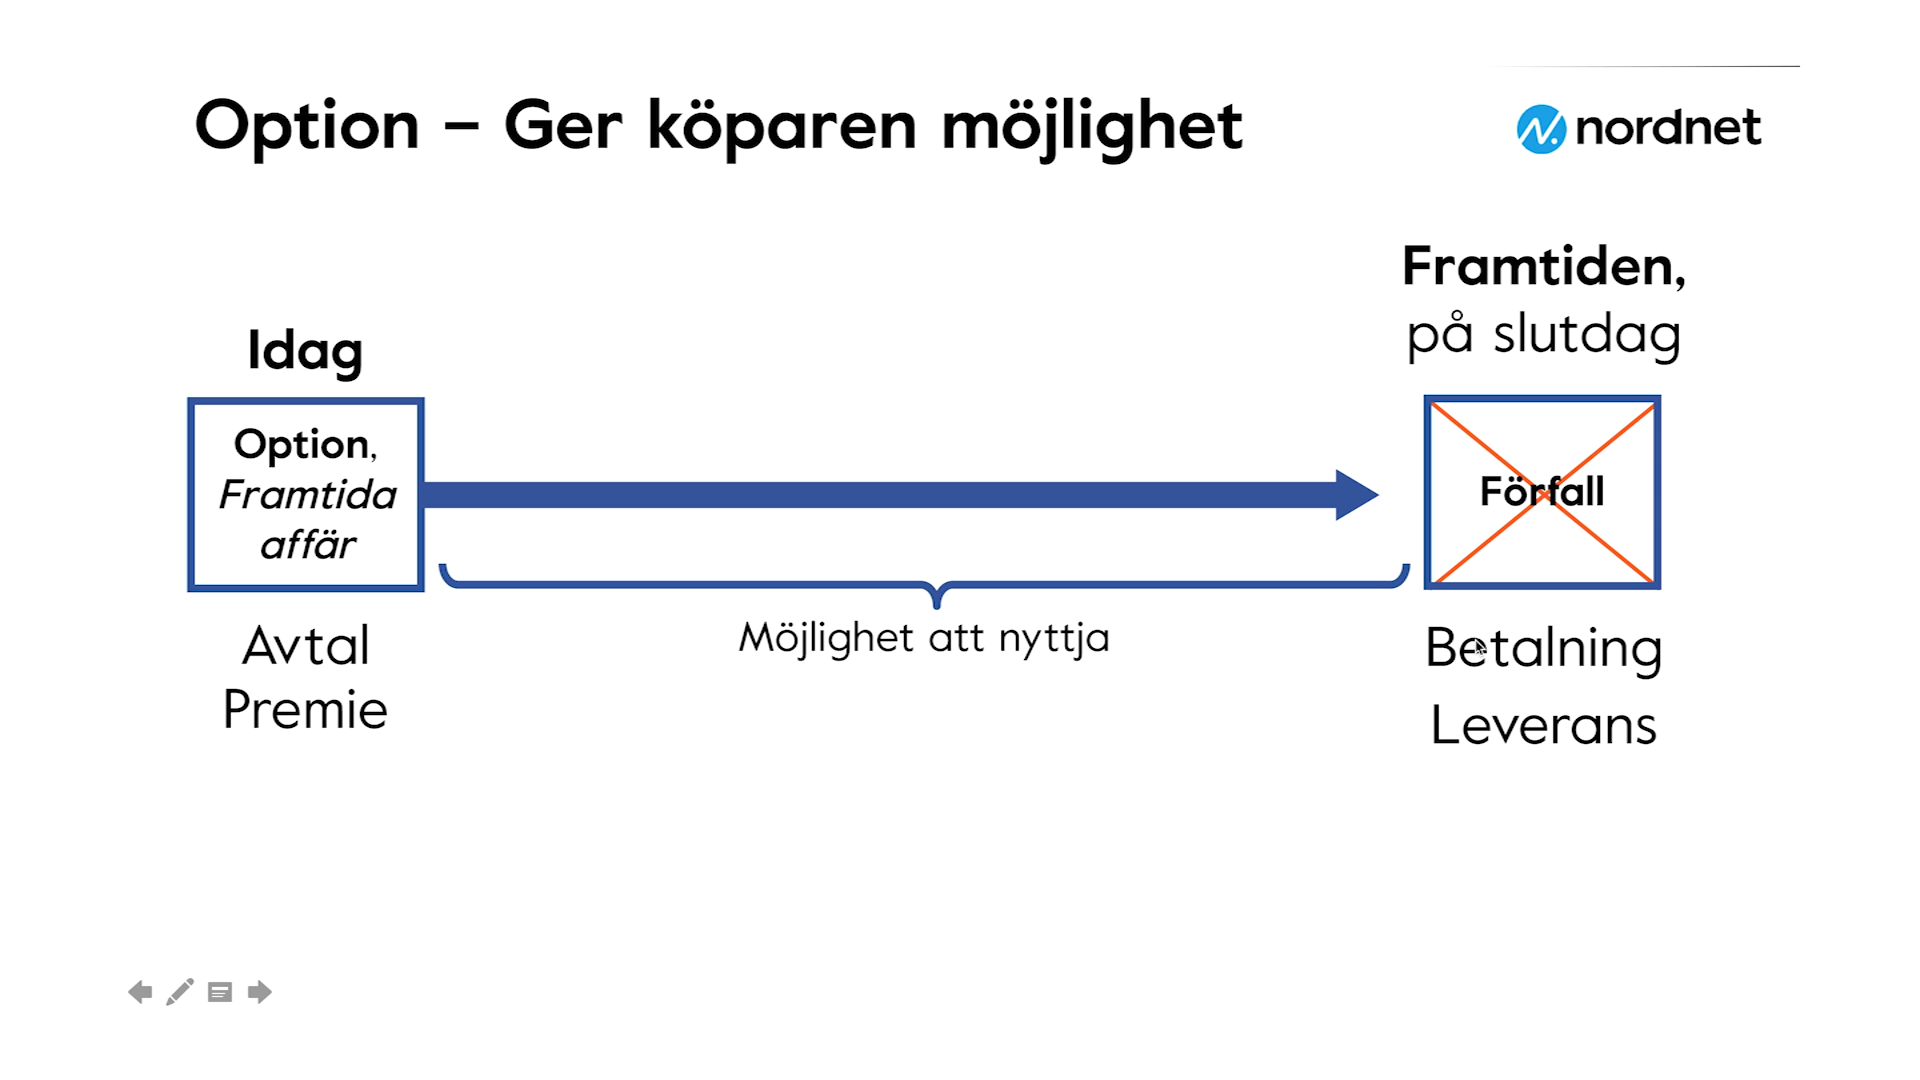 Option – Ger köparen möjlighet
nordnet
Idag
Option,
Framtida
affär
Avtal
Premie
Möjlighet att nyttja
Framtiden,
på slutdag
Förfall
Betalning
Leverans